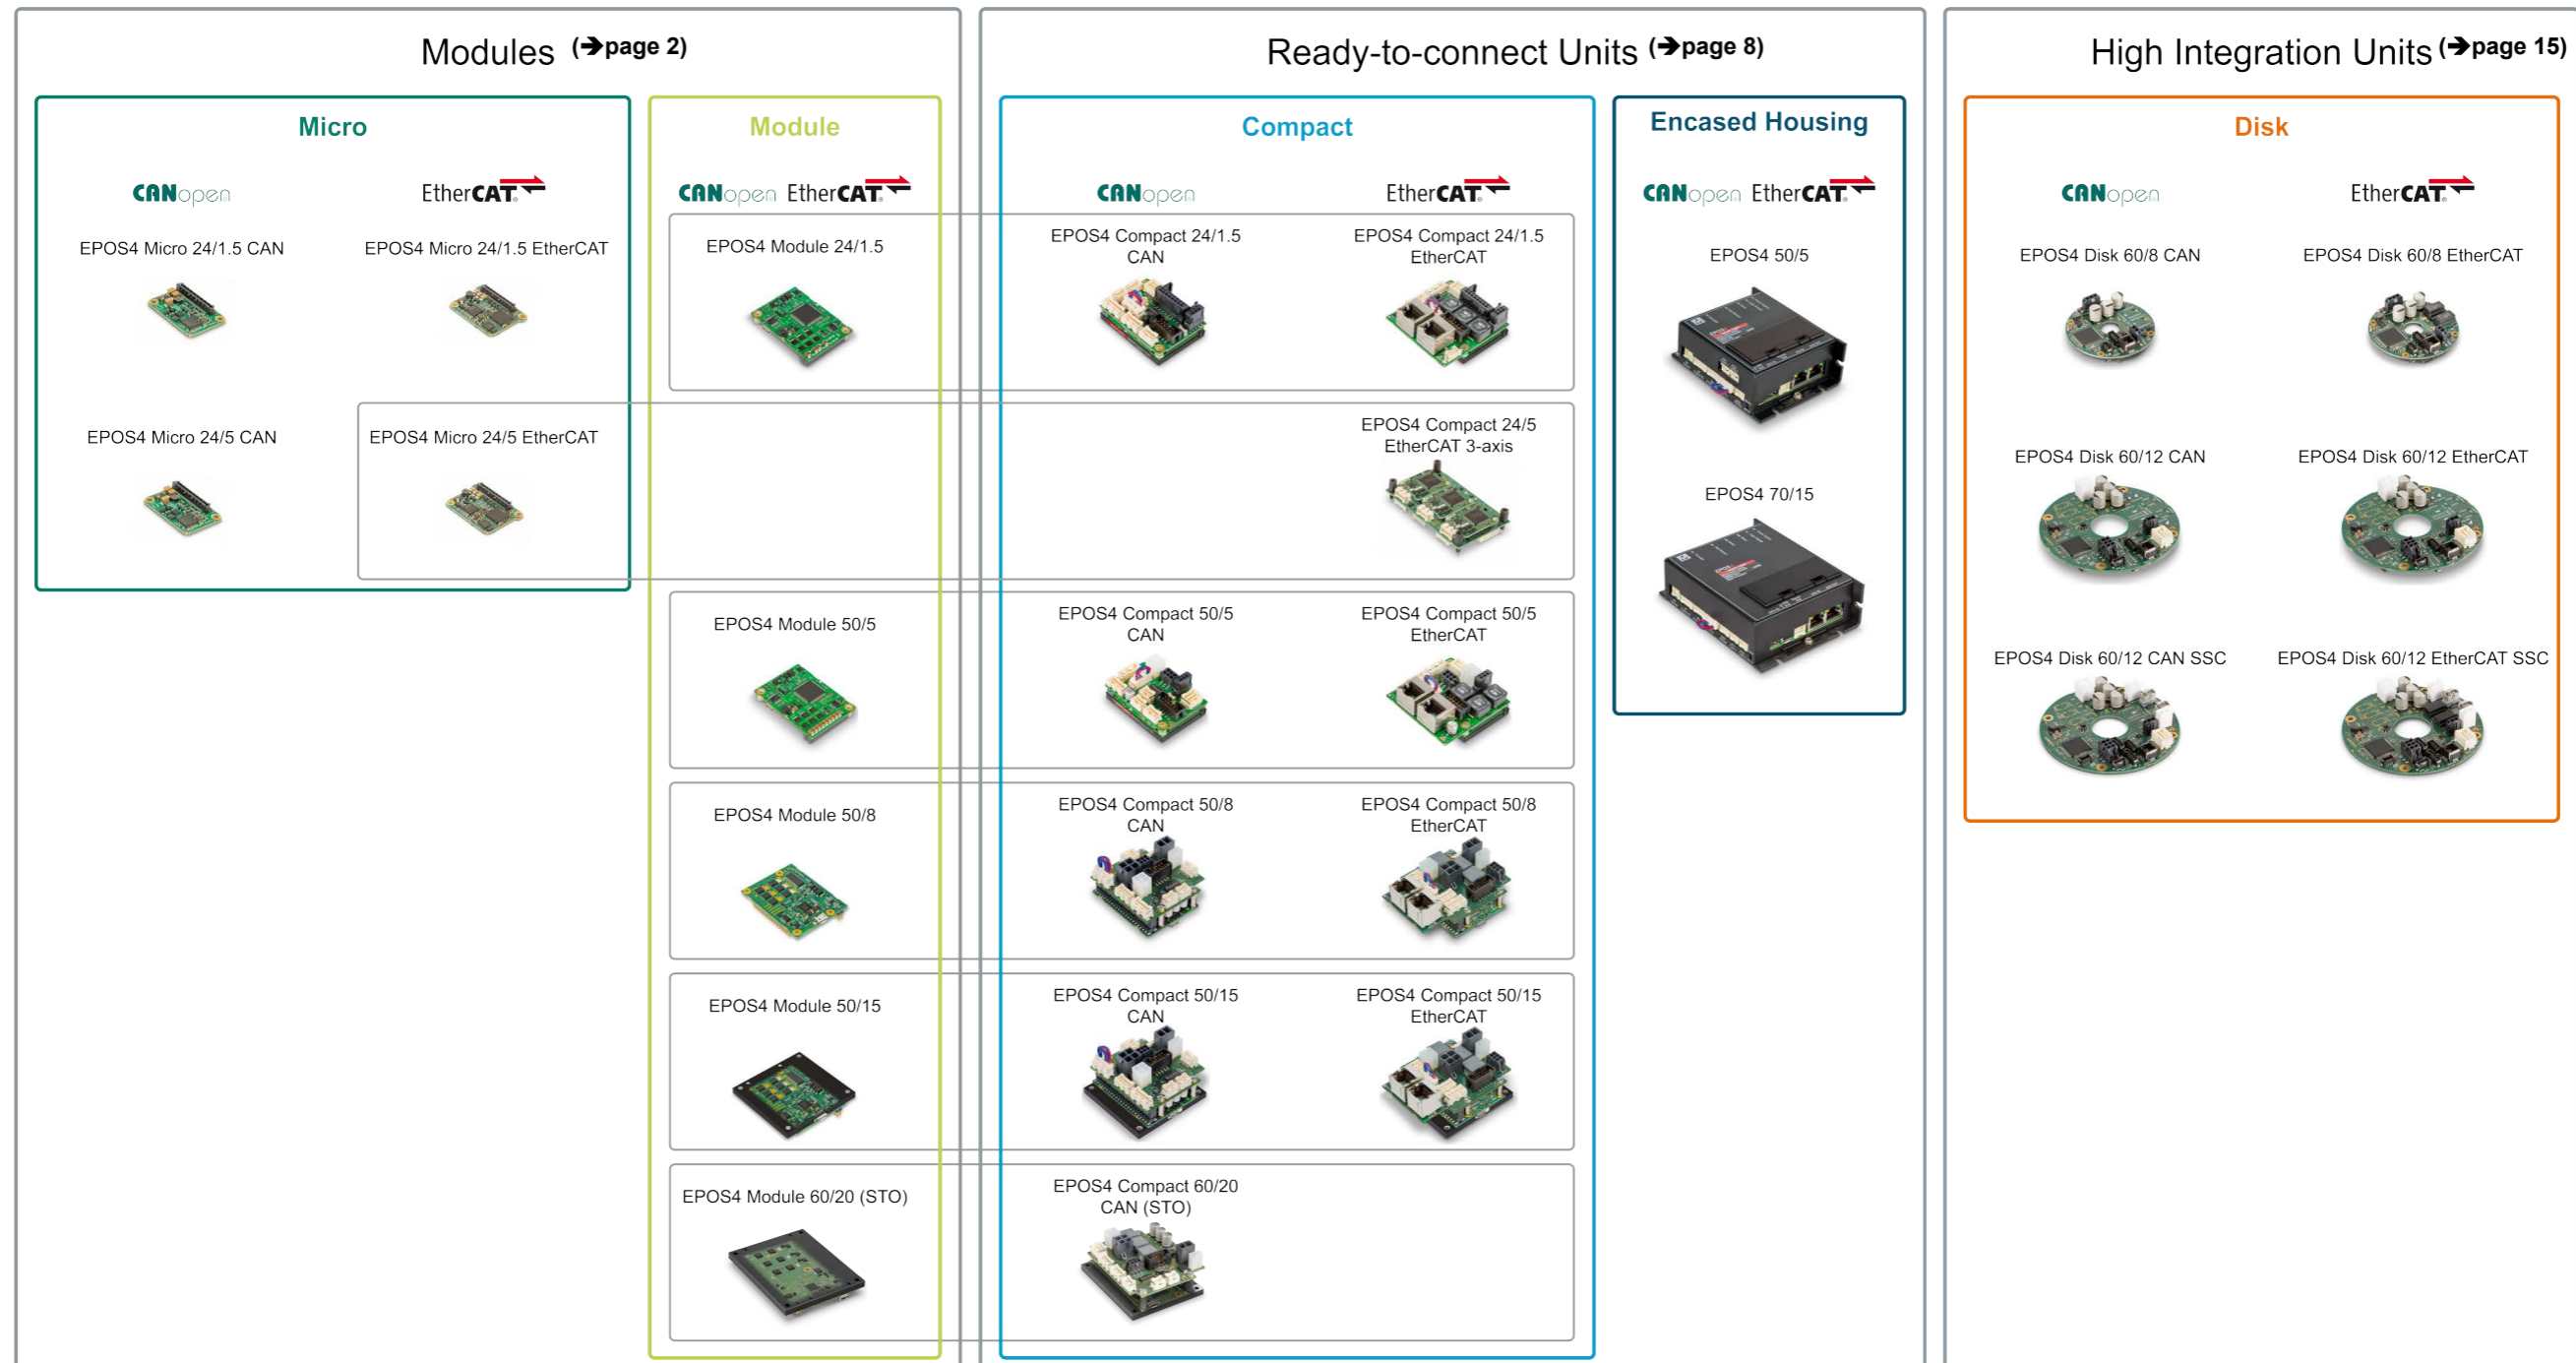 Modules (➔page 2)
Micro
CANopen
EtherCAT
EPOS4 Micro 24/1.5 CAN
EPOS4 Micro 24/1.5 EtherCAT
EPOS4 Micro 24/5 CAN
EPOS4 Micro 24/5 EtherCAT
Module
CANopen EtherCAT
EPOS4 Module 24/1.5
EPOS4 Module 50/5
EPOS4 Module 50/8
EPOS4 Module 50/15
EPOS4 Module 60/20 (STO)
Ready-to-connect Units (➔page 8)
Compact
CANopen
EtherCAT
EPOS4 Compact 24/1.5
CAN
EPOS4 Compact 24/1.5
EtherCAT
EPOS4 Compact 24/5
EtherCAT 3-axis
EPOS4 Compact 50/5
CAN
EPOS4 Compact 50/5
EtherCAT
EPOS4 Compact 50/8
CAN
EPOS4 Compact 50/8
EtherCAT
EPOS4 Compact 50/15
CAN
EPOS4 Compact 50/15
EtherCAT
EPOS4 Compact 60/20
CAN (STO)
Encased Housing
CANopen EtherCAT
EPOS4 50/5
EPOS4 70/15
High Integration Units (➔page 15)
Disk
CANopen
EtherCAT
EPOS4 Disk 60/8 CAN
EPOS4 Disk 60/8 EtherCAT
EPOS4 Disk 60/12 CAN
EPOS4 Disk 60/12 EtherCAT
EPOS4 Disk 60/12 CAN SSC
EPOS4 Disk 60/12 EtherCAT SSC